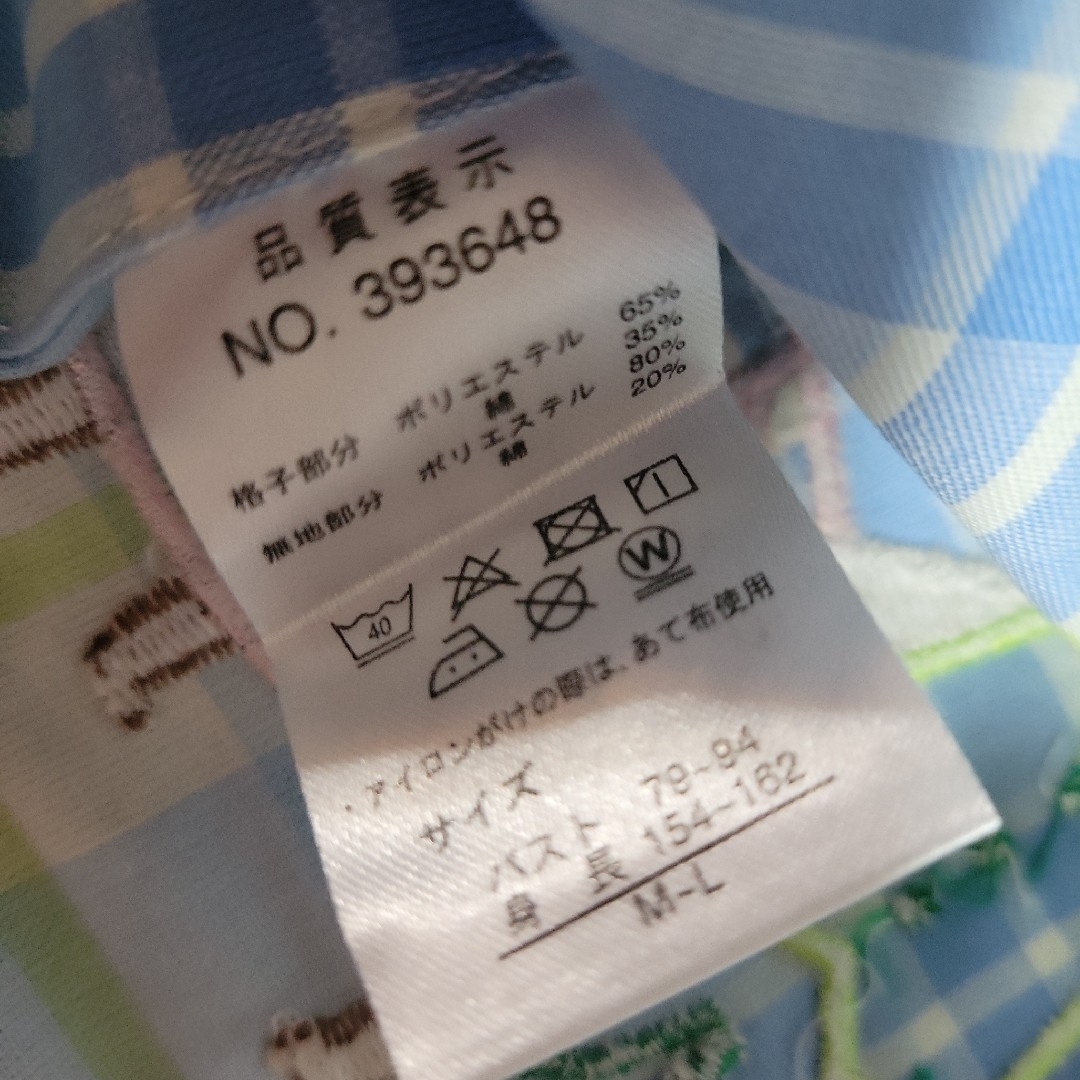 品質表示
NO. 393648
格子部分 ポリエステル 65%
綿 35%
無地部分 ポリエステル 80%
綿 20%
40
W
・アイロンがけの際は、あて布使用
サイズ
バスト 79~94
身長 154~162
M~L